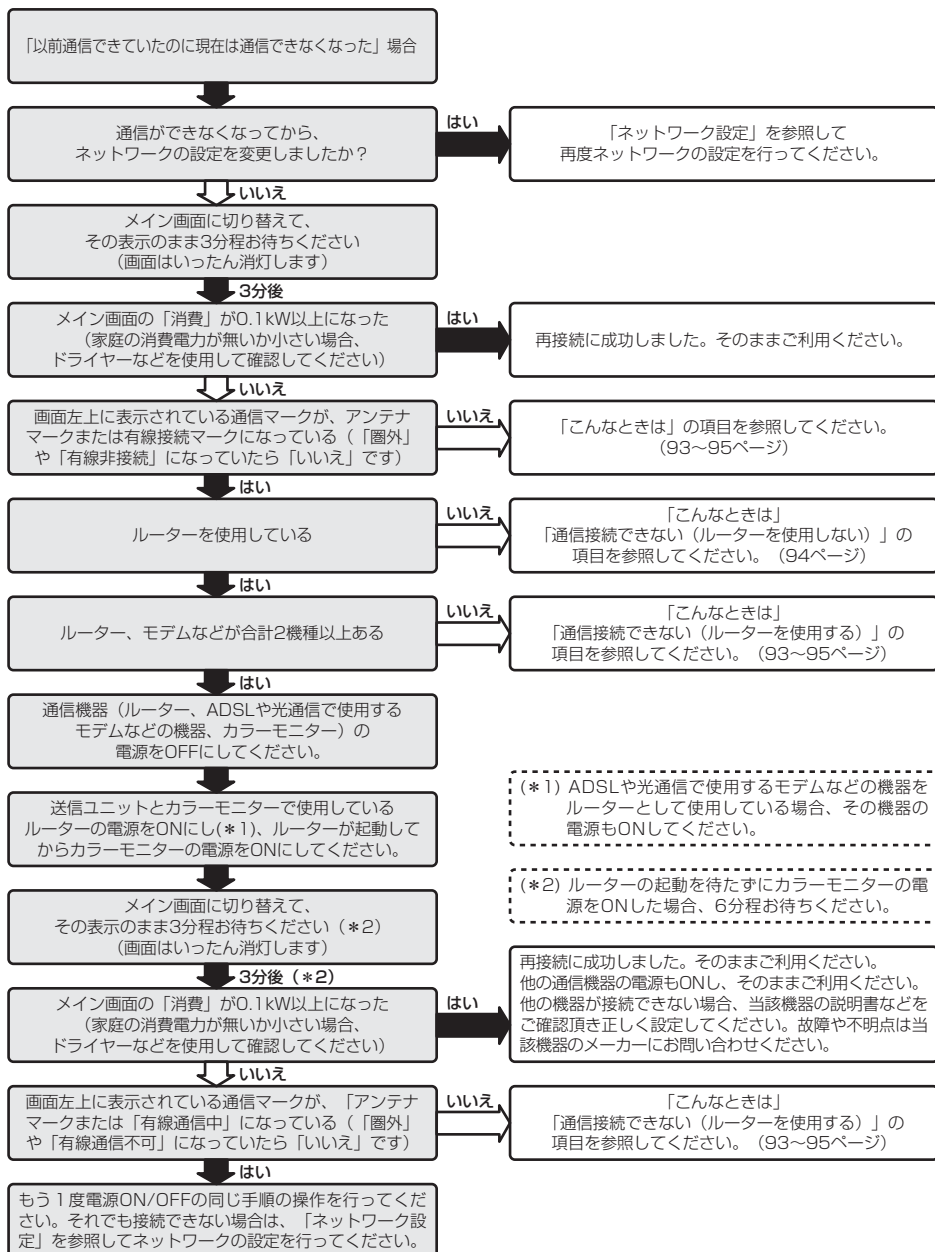 「以前通信できていたのに現在は通信できなくなった」場合
通信ができなくなってから、
ネットワークの設定を変更しましたか？
はい
「ネットワーク設定」を参照して
再度ネットワークの設定を行ってください。
いいえ
メイン画面に切り替えて、
その表示のまま3分程お待ちください
（画面はいったん消灯します）
3分後
メイン画面の「消費」が0.1kW以上になった
（家庭の消費電力が無いか小さい場合、
ドライヤーなどを使用して確認してください）
はい
再接続に成功しました。そのままご利用ください。
いいえ
画面左上に表示されている通信マークが、アンテナ
マークまたは有線接続マークになっている（「圏外」
や「有線非接続」になっていたら「いいえ」です）
いいえ
「こんなときは」の項目を参照してください。
（93～95ページ）
はい
ルーターを使用している
いいえ
「こんなときは」
「通信接続できない（ルーターを使用しない）」の
項目を参照してください。（94ページ）
はい
ルーター、モデムなどが合計2機種以上ある
いいえ
「こんなときは」
「通信接続できない（ルーターを使用する）」の
項目を参照してください。（93～95ページ）
はい
通信機器（ルーター、ADSLや光通信で使用する
モデムなどの機器、カラーモニター）の
電源をOFFにしてください。
送信ユニットとカラーモニターで使用している
ルーターの電源をONにし(＊1)、ルーターが起動して
からカラーモニターの電源をONにしてください。
(＊1) ADSLや光通信で使用するモデムなどの機器を
ルーターとして使用している場合、その機器の
電源もONしてください。
(＊2) ルーターの起動を待たずにカラーモニターの電
源をONした場合、6分程お待ちください。
メイン画面に切り替えて、
その表示のまま3分程お待ちください（＊2）
（画面はいったん消灯します）
3分後（＊2）
メイン画面の「消費」が0.1kW以上になった
（家庭の消費電力が無いか小さい場合、
ドライヤーなどを使用して確認してください）
はい
再接続に成功しました。そのままご利用ください。
他の通信機器の電源もONし、そのままご利用ください。
他の機器が接続できない場合、当該機器の説明書などを
ご確認頂き正しく設定してください。故障や不明点は当
該機器のメーカーにお問い合わせください。
いいえ
画面左上に表示されている通信マークが、「アンテナ
マークまたは「有線通信中」になっている（「圏外」
や「有線通信不可」になっていたら「いいえ」です）
いいえ
「こんなときは」
「通信接続できない（ルーターを使用する）」の
項目を参照してください。（93～95ページ）
はい
もう１度電源ON/OFFの同じ手順の操作を行ってくだ
さい。それでも接続できない場合は、「ネットワーク設
定」を参照してネットワークの設定を行ってください。